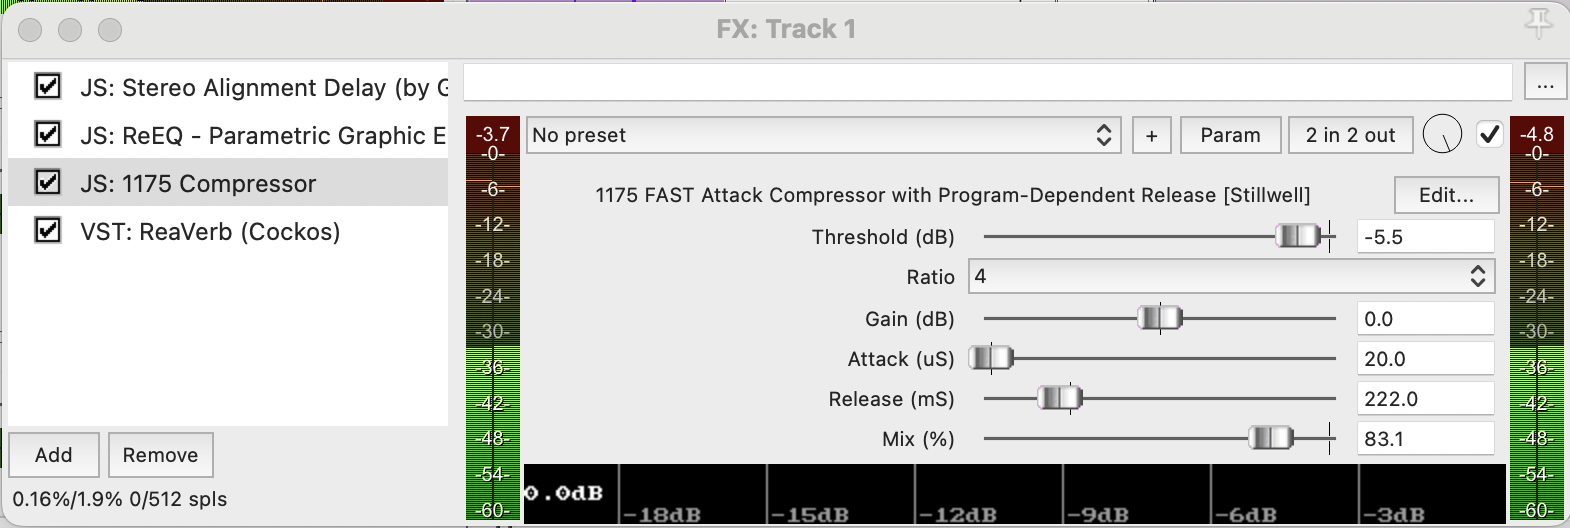 FX: Track 1
JS: Stereo Alignment Delay (by G
JS: ReEQ - Parametric Graphic E
JS: 1175 Compressor
VST: ReaVerb (Cockos)
Add
Remove
0.16%/1.9% 0/512 spls
...
-3.7
-0-
-6-
-12-
-18-
-24-
-30-
-36-
-42-
-48-
-54-
-60-
No preset
+
Param
2 in 2 out
1175 FAST Attack Compressor with Program-Dependent Release [Stillwell]
Edit...
Threshold (dB) -5.5
Ratio 4
Gain (dB) 0.0
Attack (uS) 20.0
Release (mS) 222.0
Mix (%) 83.1
0.0dB
-18dB -15dB -12dB -9dB -6dB -3dB
-4.8
-0-
-6-
-12-
-18-
-24-
-30-
-36-
-42-
-48-
-54-
-60-